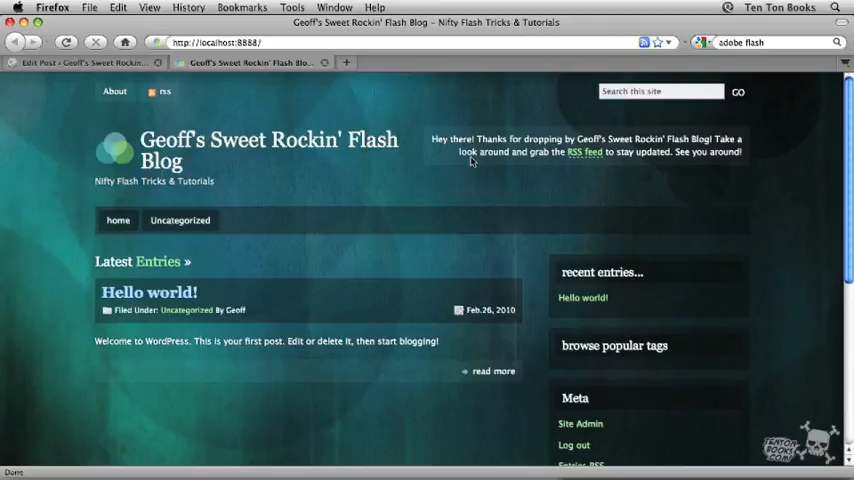 Firefox File Edit View History Bookmarks Tools Window Help Ten Ton Books
Geoff's Sweet Rockin' Flash Blog – Nifty Flash Tricks & Tutorials
http://localhost:8888/
adobe flash
Edit Post ‹ Geoff's Sweet Rockin...
Geoff's Sweet Rockin' Flash Blo...
About rss
Search this site GO
Geoff's Sweet Rockin' Flash
Blog
Nifty Flash Tricks & Tutorials
Hey there! Thanks for dropping by Geoff's Sweet Rockin' Flash Blog! Take a
look around and grab the RSS feed to stay updated. See you around!
home Uncategorized
Latest Entries »
Hello world!
Filed Under: Uncategorized By Geoff Feb.26, 2010
Welcome to WordPress. This is your first post. Edit or delete it, then start blogging!
read more
recent entries...
Hello world!
browse popular tags
Meta
Site Admin
Log out
Entries RSS
TENTON
BOOKS.COM
Done